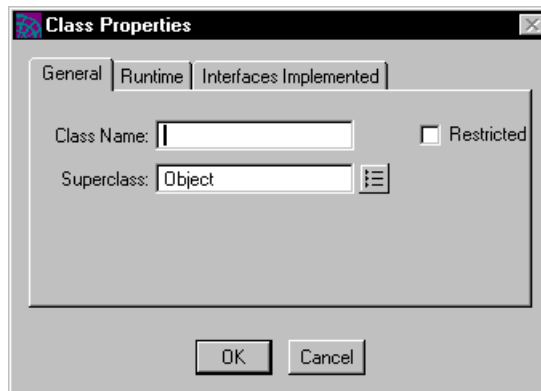 Class Properties
General Runtime Interfaces Implemented
Class Name: Restricted
Superclass: Object
OK Cancel